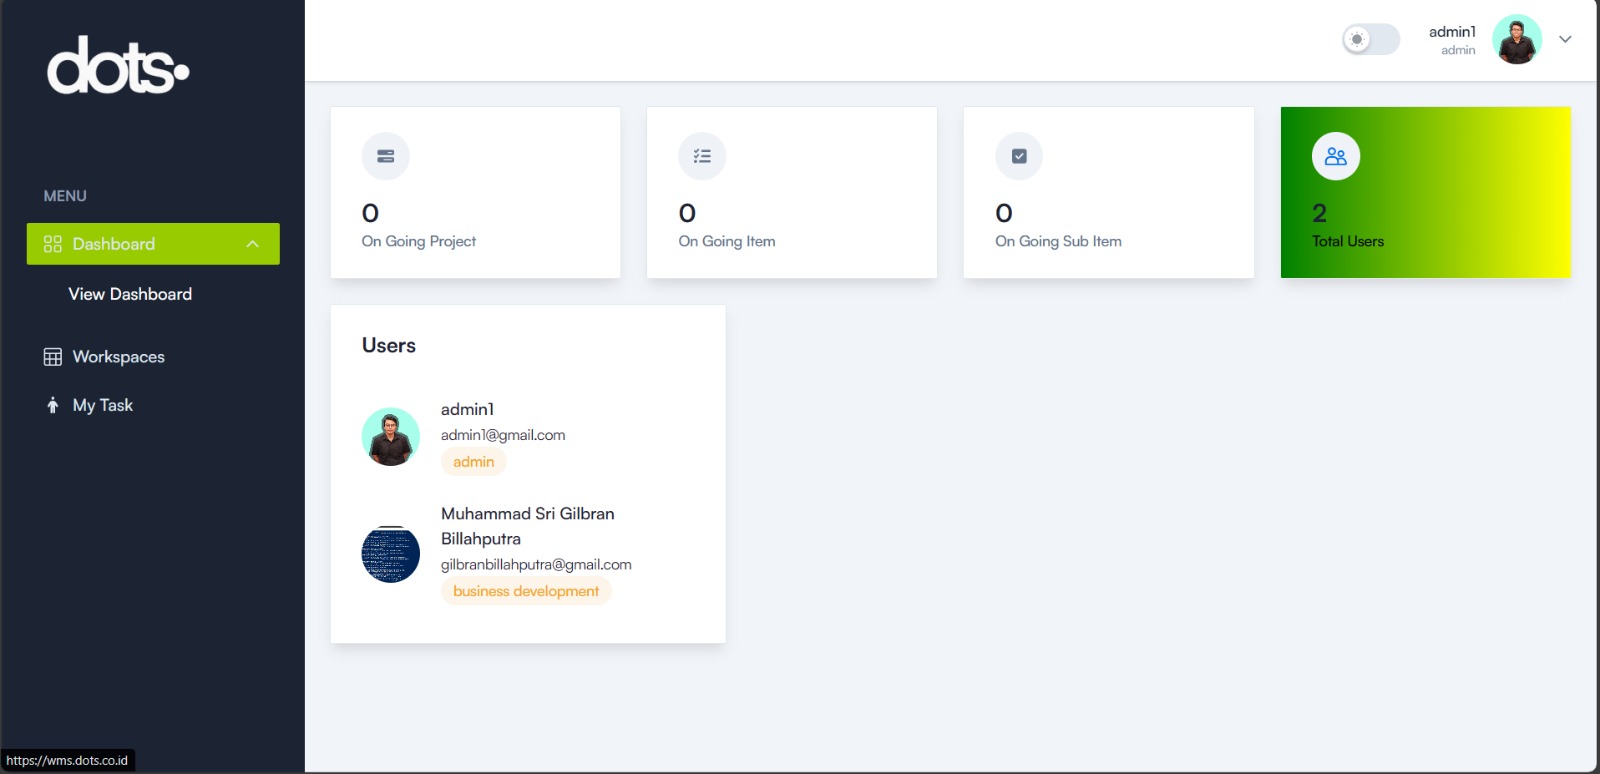 dots.
admin1
admin
MENU
Dashboard
View Dashboard
Workspaces
My Task
0
On Going Project
0
On Going Item
0
On Going Sub Item
2
Total Users
Users
admin1
admin1@gmail.com
admin
Muhammad Sri Gilbran
Billahputra
gilbranbillahputra@gmail.com
business development
https://wms.dots.co.id